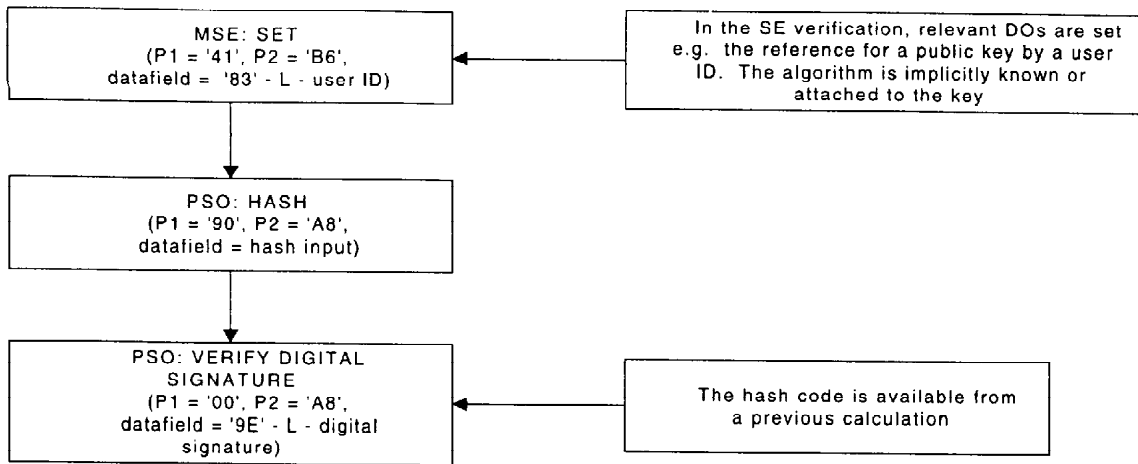 MSE: SET
(P1 = '41', P2 = 'B6',
datafield = '83' - L - user ID)
In the SE verification, relevant DOs are set
e.g. the reference for a public key by a user
ID. The algorithm is implicitly known or
attached to the key
PSO: HASH
(P1 = '90', P2 = 'A8',
datafield = hash input)
PSO: VERIFY DIGITAL
SIGNATURE
(P1 = '00', P2 = 'A8',
datafield = '9E' - L - digital
signature)
The hash code is available from
a previous calculation